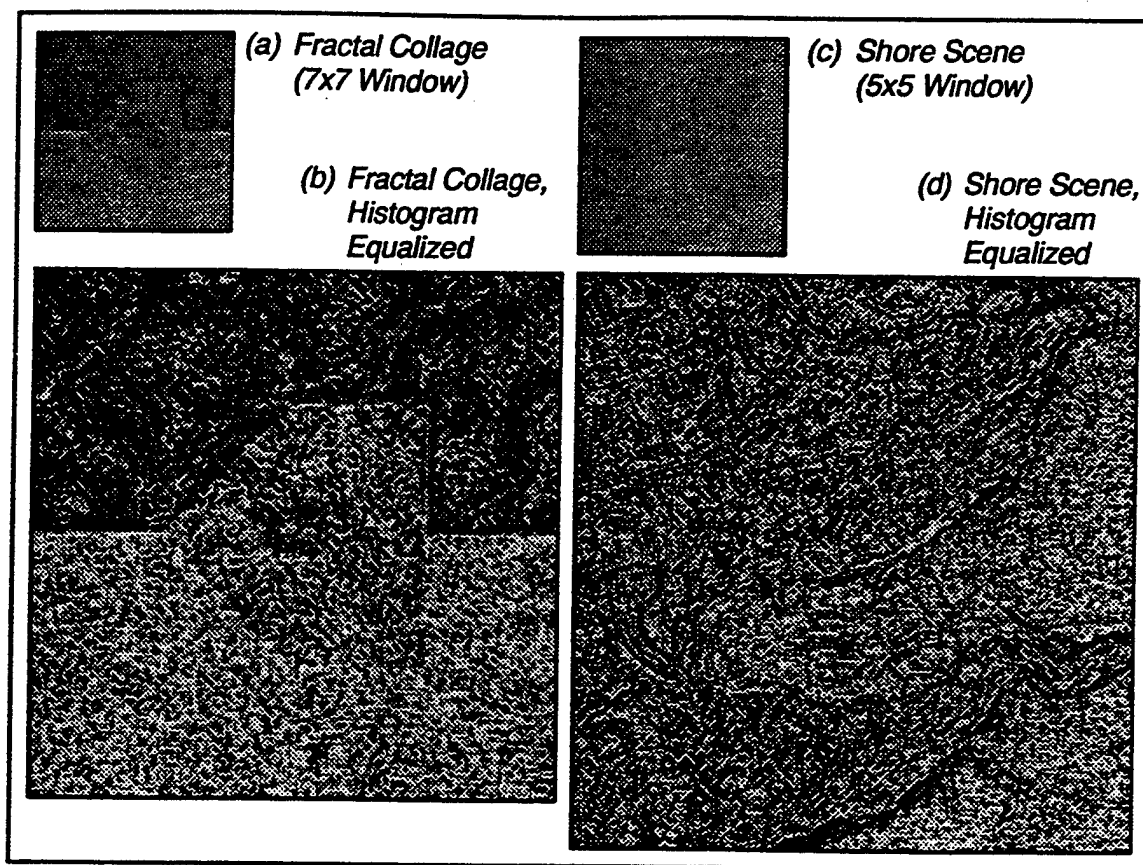 (a) Fractal Collage
(7x7 Window)
(b) Fractal Collage,
Histogram
Equalized
(c) Shore Scene
(5x5 Window)
(d) Shore Scene,
Histogram
Equalized